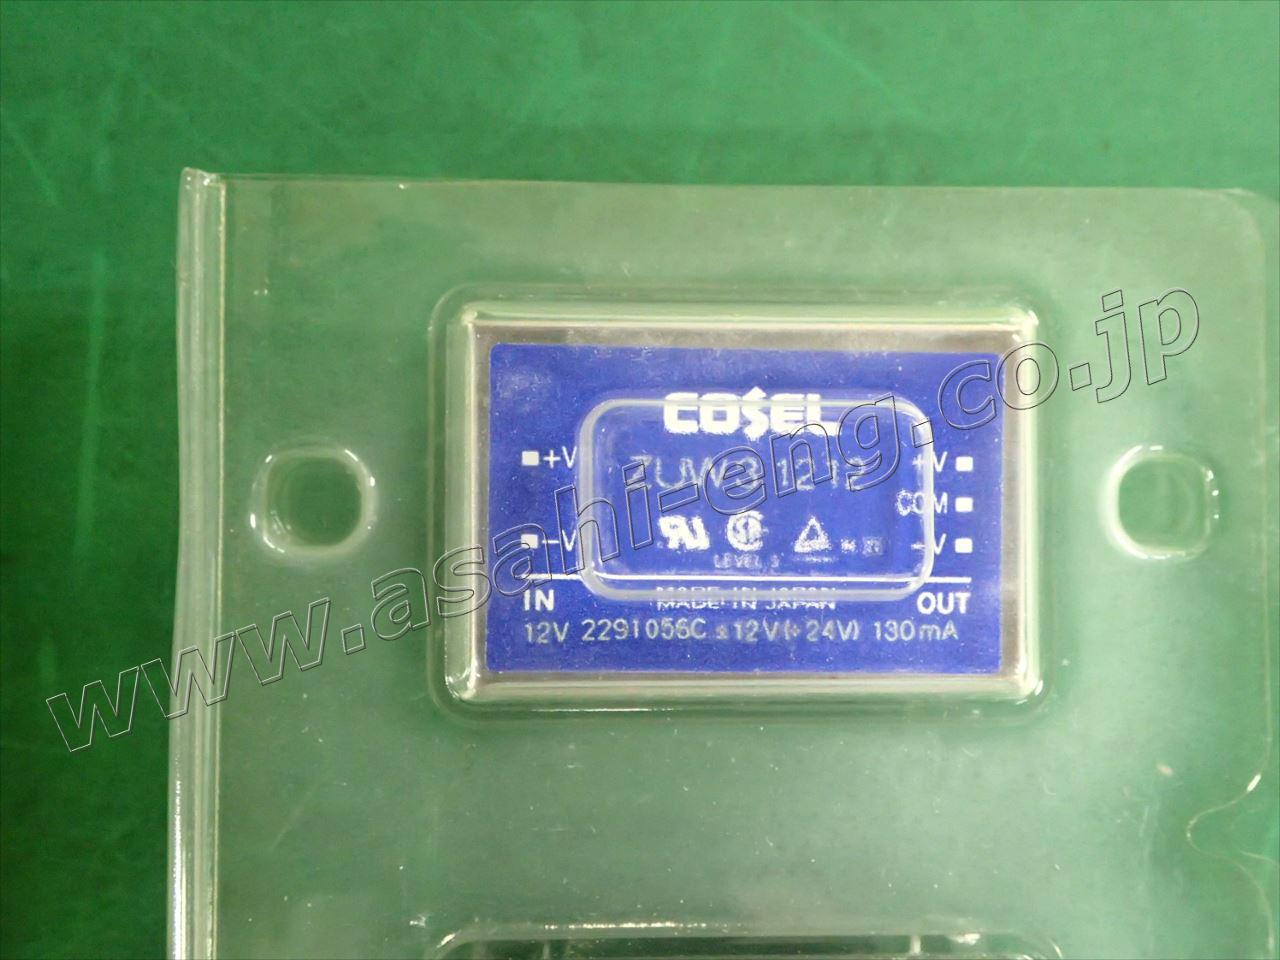 COSEL
ZUW3 1212
+V
+V
COM
-V
-V
LEVEL 3
MADE IN JAPAN
IN
OUT
12V 2291056C ±12V(+24V) 130mA
www.asahi-eng.co.jp